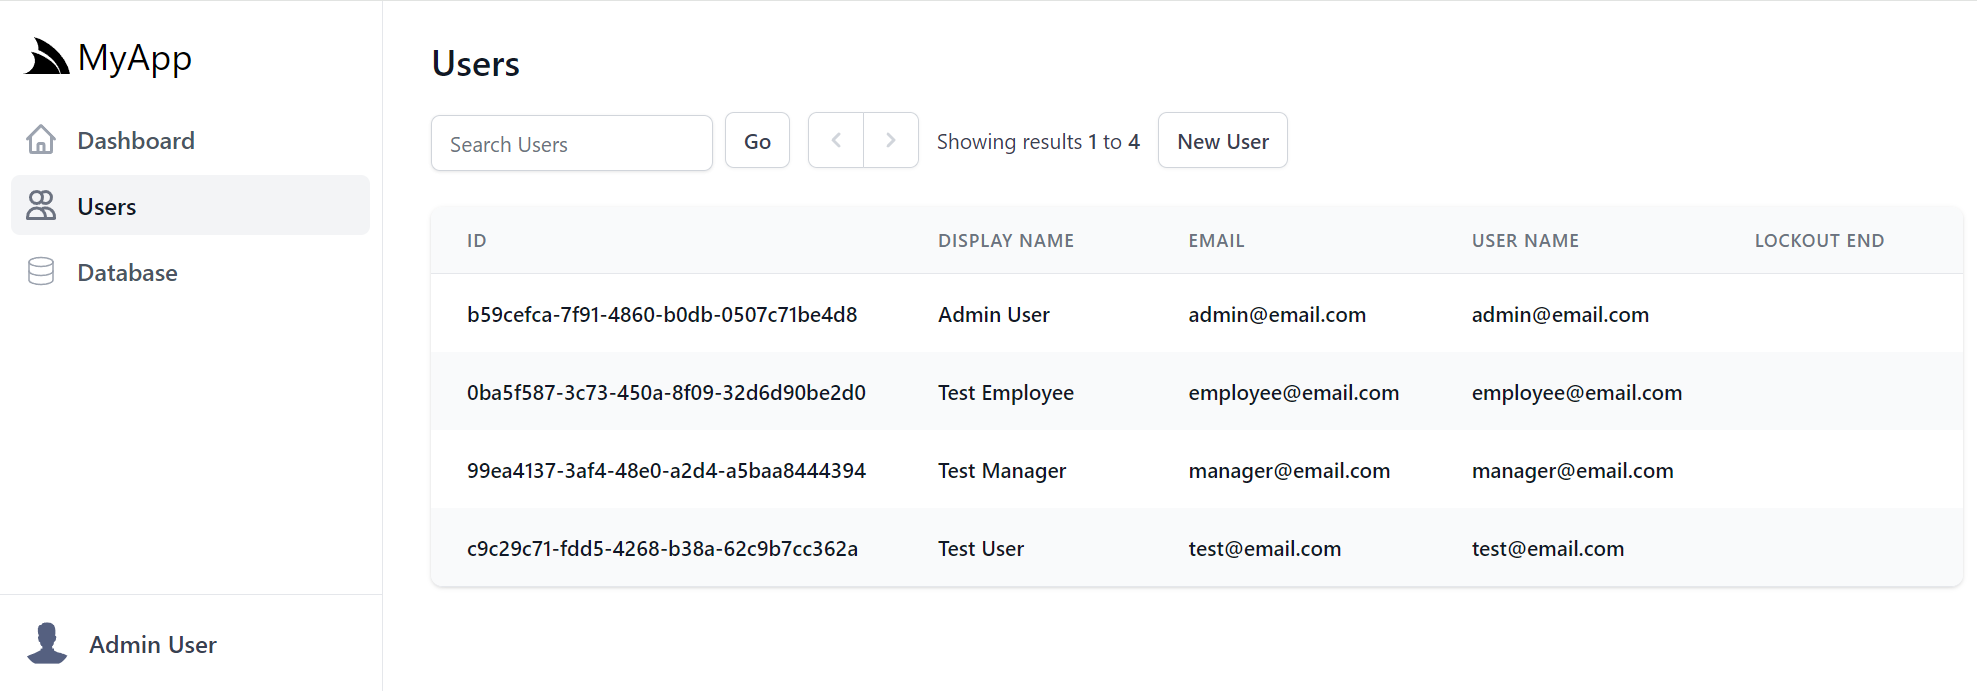 MyApp
Dashboard
Users
Database
Admin User
Users
Search Users Go Showing results 1 to 4 New User
ID DISPLAY NAME EMAIL USER NAME LOCKOUT END
b59cefca-7f91-4860-b0db-0507c71be4d8 Admin User admin@email.com admin@email.com
0ba5f587-3c73-450a-8f09-32d6d90be2d0 Test Employee employee@email.com employee@email.com
99ea4137-3af4-48e0-a2d4-a5baa8444394 Test Manager manager@email.com manager@email.com
c9c29c71-fdd5-4268-b38a-62c9b7cc362a Test User test@email.com test@email.com